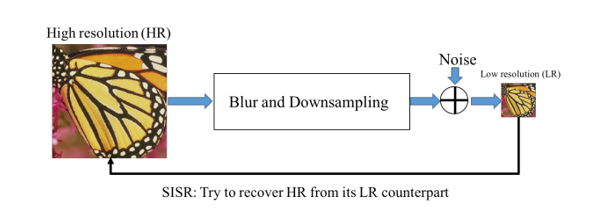 High resolution (HR)
Noise
Low resolution (LR)
Blur and Downsampling
SISR: Try to recover HR from its LR counterpart